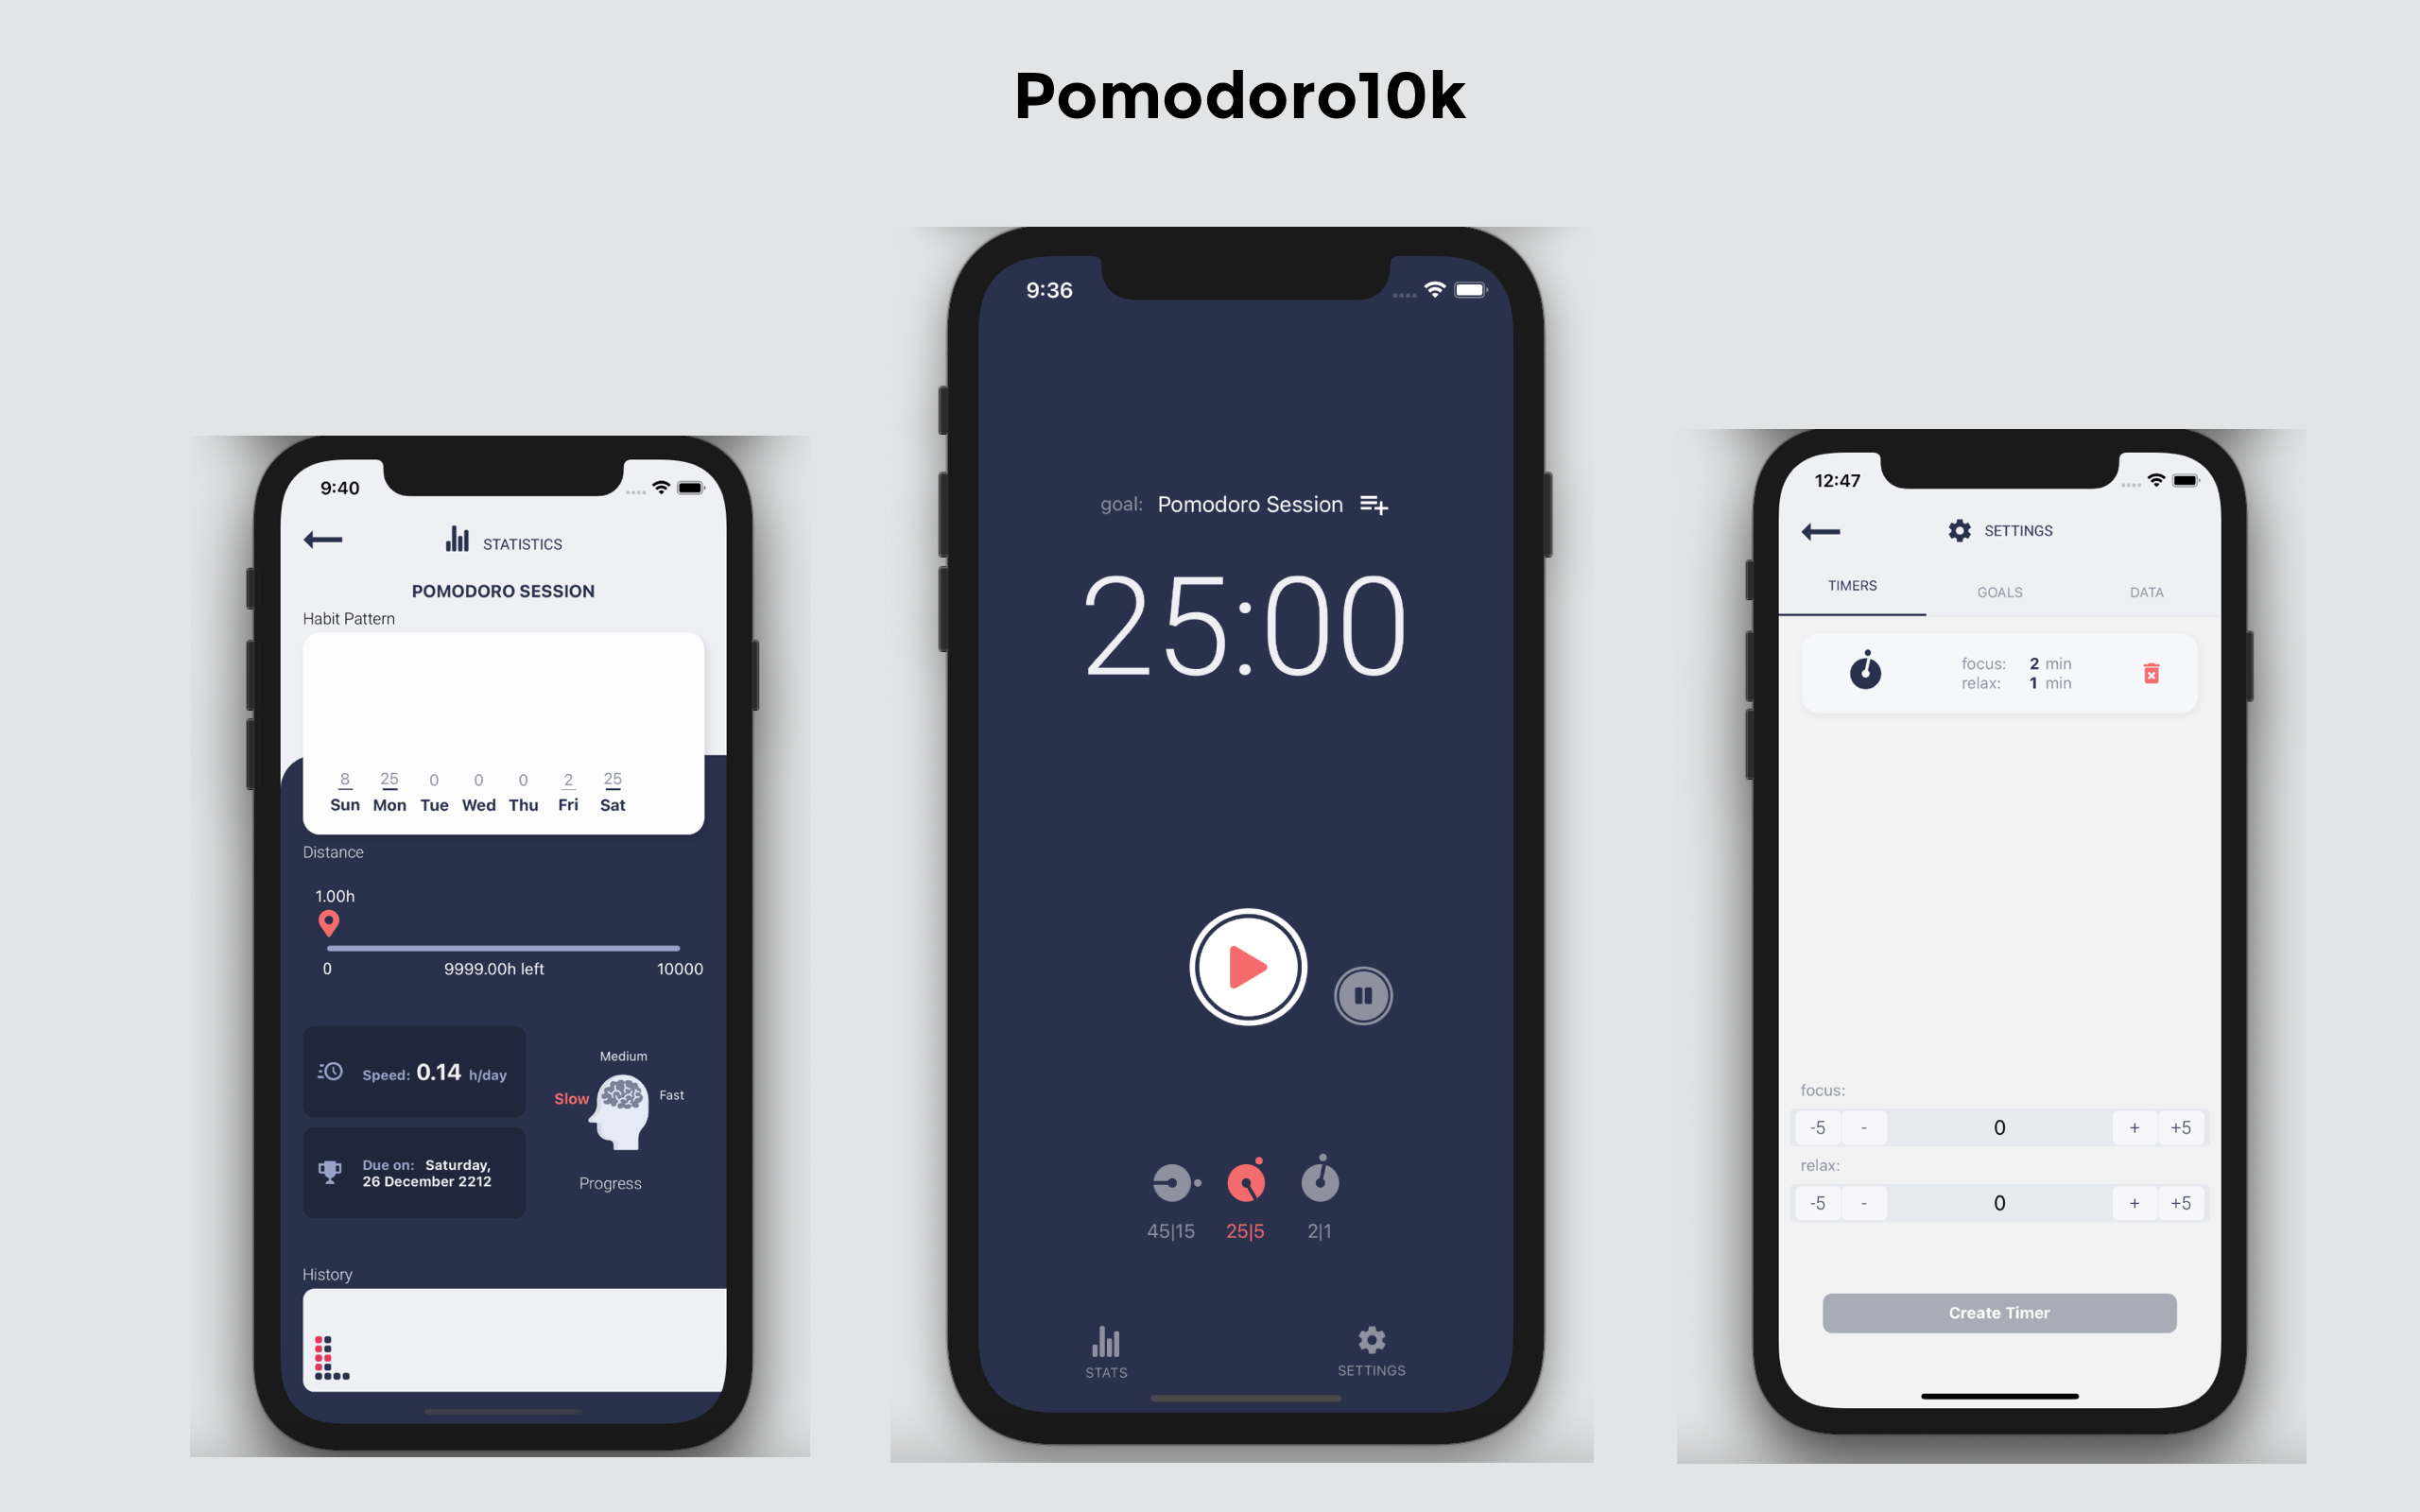 Pomodoro10k
9:40
STATISTICS
POMODORO SESSION
Habit Pattern
8 25 0 0 0 2 25
Sun Mon Tue Wed Thu Fri Sat
Distance
1.00h
0 9999.00h left 10000
Speed: 0.14 h/day
Due on: Saturday,
26 December 2212
Medium
Slow
Fast
Progress
History
9:36
goal: Pomodoro Session
25:00
45|15 25|5 2|1
STATS SETTINGS
12:47
SETTINGS
TIMERS GOALS DATA
focus: 2 min
relax: 1 min
focus:
-5 - 0 + +5
relax:
-5 - 0 + +5
Create Timer